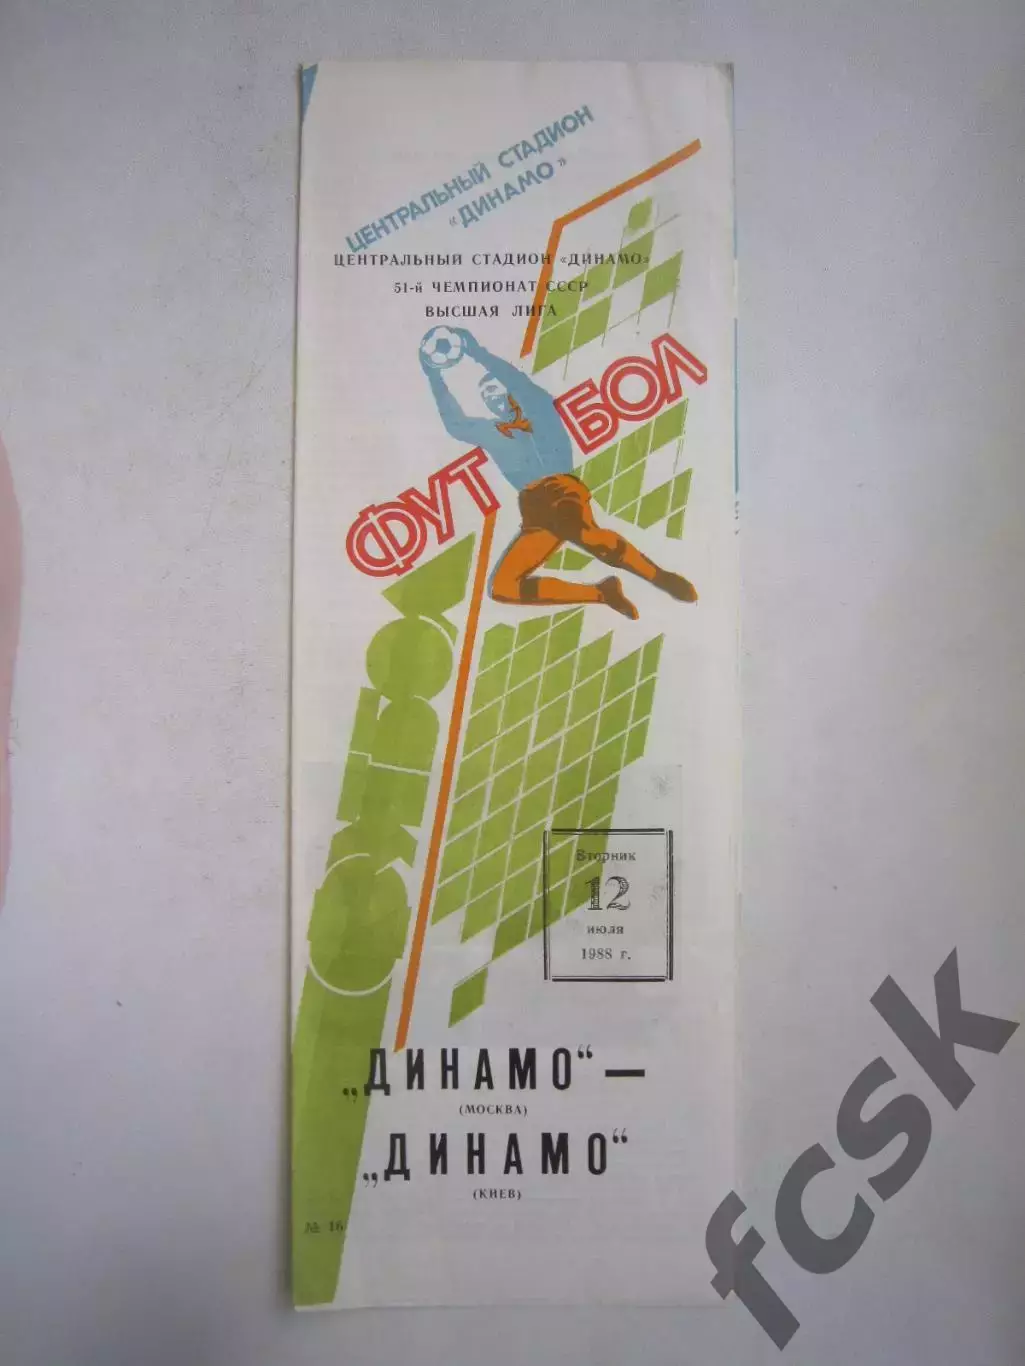 ЦЕНТРАЛЬНЫЙ СТАДИОН
«ДИНАМО»
ЦЕНТРАЛЬНЫЙ СТАДИОН «ДИНАМО»
51-й ЧЕМПИОНАТ СССР
ВЫСШАЯ ЛИГА
ФУТ
БОЛ
Вторник
12
июля
1988 г.
„ДИНАМО“ —
(МОСКВА)
„ДИНАМО“
(КИЕВ)
№ 16
fcsk